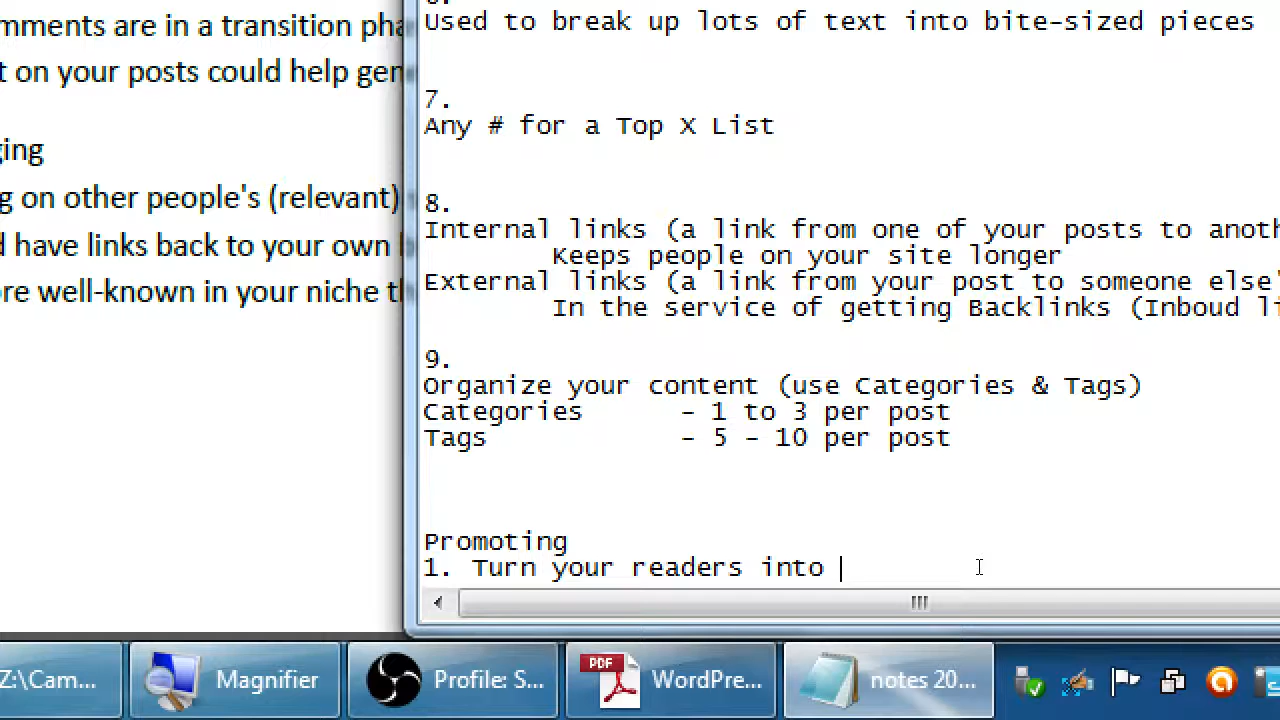 mments are in a transition pha
t on your posts could help gen
ging
g on other people's (relevant)
d have links back to your own
re well-known in your niche th
Used to break up lots of text into bite-sized pieces
7.
Any # for a Top X List
8.
Internal links (a link from one of your posts to anoth
Keeps people on your site longer
External links (a link from your post to someone else'
In the service of getting Backlinks (Inboud li
9.
Organize your content (use Categories & Tags)
Categories - 1 to 3 per post
Tags - 5 - 10 per post
Promoting
1. Turn your readers into
Z:\Cam...
Magnifier
Profile: S...
PDF
WordPre...
notes 20...